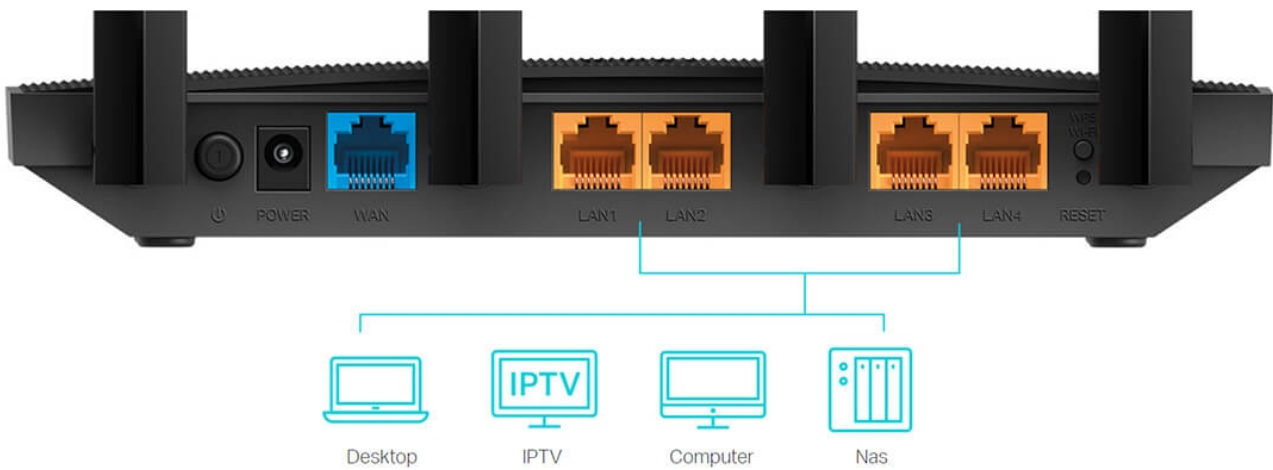 WPS
Wi-Fi
POWER
WAN
LAN1
LAN2
LAN3
LAN4
RESET
IPTV
Desktop
IPTV
Computer
Nas